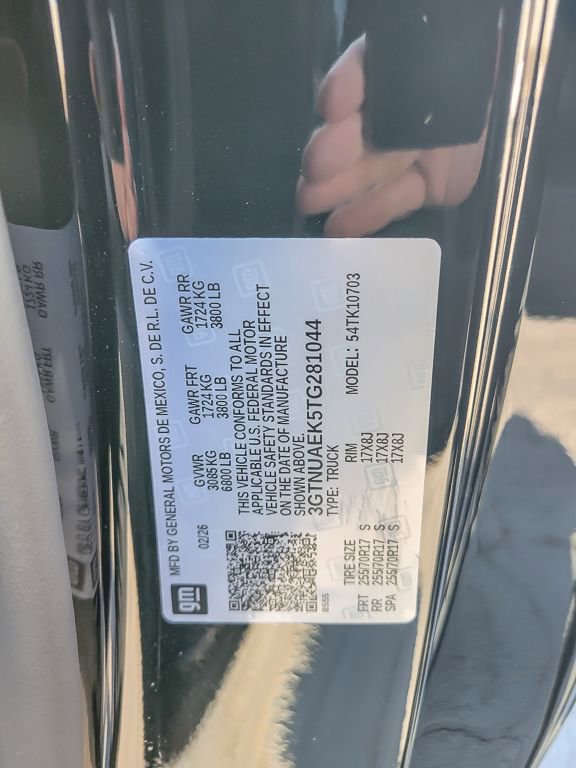 MFD BY GENERAL MOTORS DE MEXICO, S. DE R.L. DE C.V.
02/26
GVWR GAWR FRT GAWR RR
3085 KG 1724 KG 1724 KG
6800 LB 3800 LB 3800 LB
THIS VEHICLE CONFORMS TO ALL
APPLICABLE U.S. FEDERAL MOTOR
VEHICLE SAFETY STANDARDS IN EFFECT
ON THE DATE OF MANUFACTURE
SHOWN ABOVE.
3GTNUAEK5TG281044
TYPE: TRUCK MODEL: 54TK10703
gm
8555
TIRE SIZE RIM
FRT 255/70R17 S 17X8J
RR 255/70R17 S 17X8J
SPA 255/70R17 S 17X8J